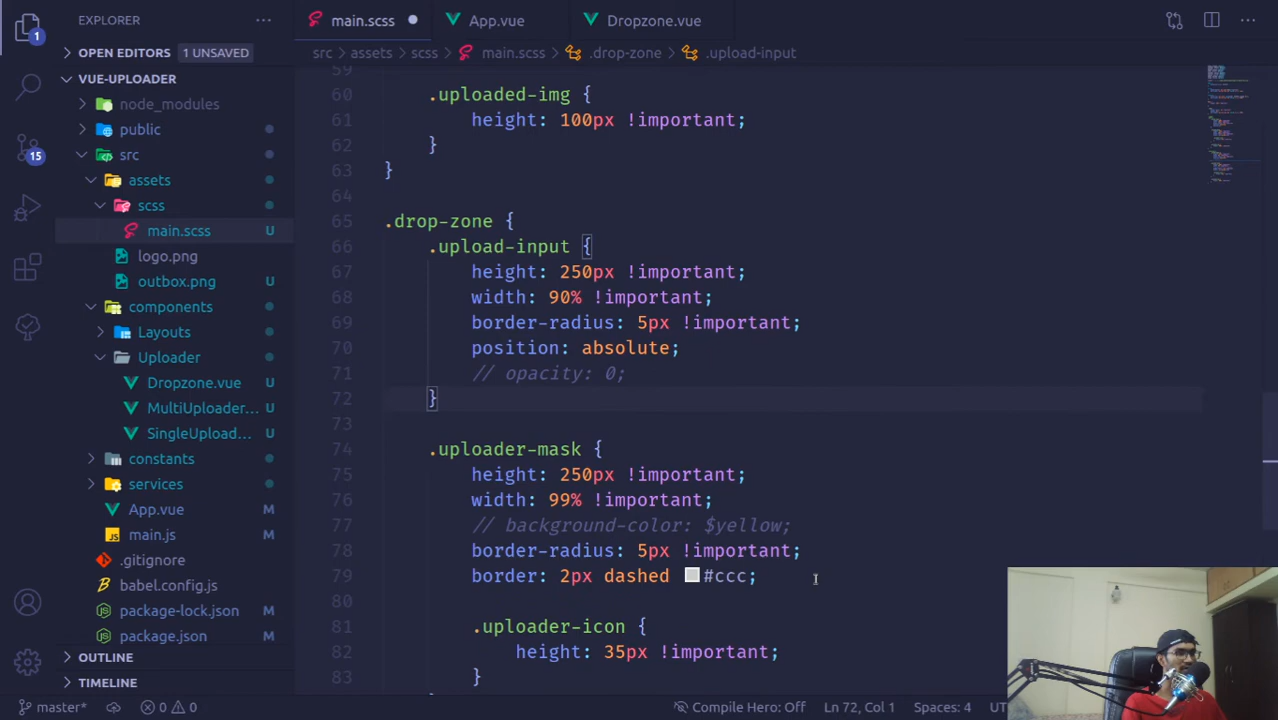 EXPLORER
main.scss
App.vue
Dropzone.vue
1
OPEN EDITORS
1 UNSAVED
src
assets
scss
main.scss
.drop-zone
.upload-input
VUE-UPLOADER
node_modules
public
src
assets
scss
main.scss U
logo.png
outbox.png U
components
Layouts
Uploader
Dropzone.vue U
MultiUploader... U
SingleUpload... U
constants
services
App.vue M
main.js
.gitignore
babel.config.js
package-lock.json M
package.json M
OUTLINE
TIMELINE
15
59
60 .uploaded-img {
61 height: 100px !important;
62 }
63 }
64
65 .drop-zone {
66 .upload-input {
67 height: 250px !important;
68 width: 90% !important;
69 border-radius: 5px !important;
70 position: absolute;
71 // opacity: 0;
72 }
73
74 .uploader-mask {
75 height: 250px !important;
76 width: 99% !important;
77 // background-color: $yellow;
78 border-radius: 5px !important;
79 border: 2px dashed #ccc;
80
81 .uploader-icon {
82 height: 35px !important;
83 }
master*
0
0
Compile Hero: Off
Ln 72, Col 1
Spaces: 4